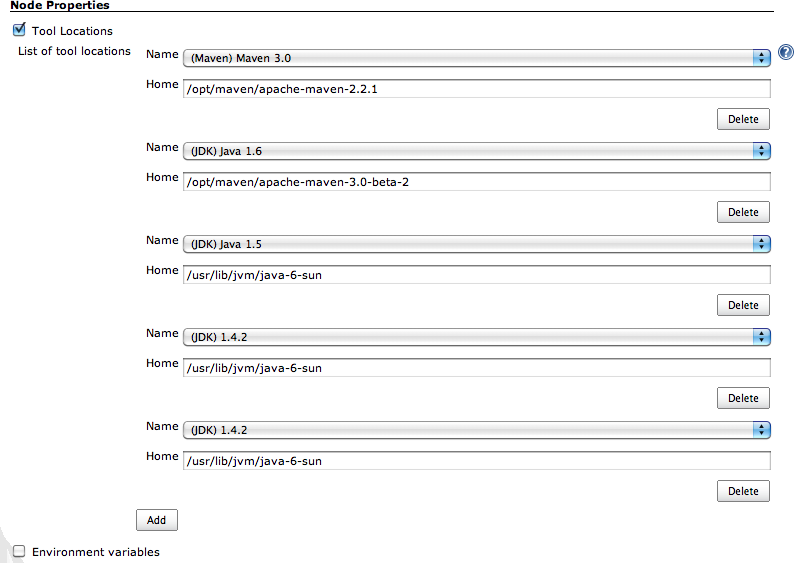 Node Properties
Tool Locations
List of tool locations
Name (Maven) Maven 3.0
Home /opt/maven/apache-maven-2.2.1
Delete
Name (JDK) Java 1.6
Home /opt/maven/apache-maven-3.0-beta-2
Delete
Name (JDK) Java 1.5
Home /usr/lib/jvm/java-6-sun
Delete
Name (JDK) 1.4.2
Home /usr/lib/jvm/java-6-sun
Delete
Name (JDK) 1.4.2
Home /usr/lib/jvm/java-6-sun
Delete
Add
Environment variables